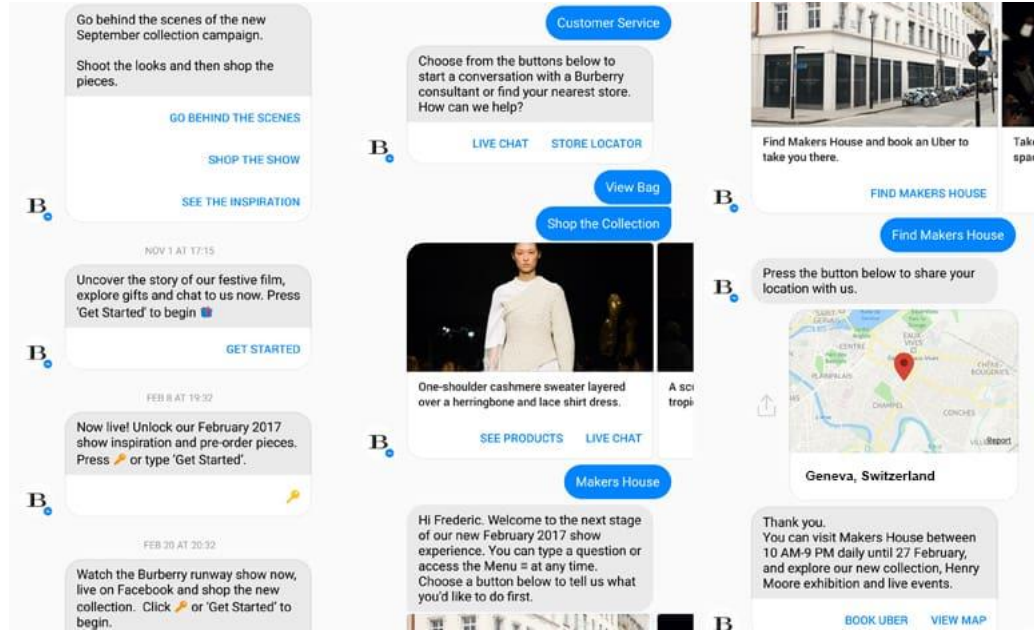 Go behind the scenes of the new
September collection campaign.
Shoot the looks and then shop the
pieces.
GO BEHIND THE SCENES
SHOP THE SHOW
SEE THE INSPIRATION
B
NOV 1 AT 17:15
Uncover the story of our festive film,
explore gifts and chat to us now. Press
'Get Started' to begin
GET STARTED
B
FEB 8 AT 19:32
Now live! Unlock our February 2017
show inspiration and pre-order pieces.
Press 🔑 or type 'Get Started'.
🔑
B
FEB 20 AT 20:32
Watch the Burberry runway show now,
live on Facebook and shop the new
collection. Click 🔑 or 'Get Started' to
begin.
Customer Service
Choose from the buttons below to
start a conversation with a Burberry
consultant or find your nearest store.
How can we help?
LIVE CHAT STORE LOCATOR
B
View Bag
Shop the Collection
One-shoulder cashmere sweater layered
over a herringbone and lace shirt dress.
SEE PRODUCTS LIVE CHAT
A
B
Makers House
Hi Frederic. Welcome to the next stage
of our new February 2017 show
experience. You can type a question or
access the Menu ≡ at any time.
Choose a button below to tell us what
you'd like to do first.
Find Makers House and book an Uber to
take you there.
FIND MAKERS HOUSE
B
Find Makers House
Press the button below to share your
location with us.
B
CENTRE
EAUX-
VIVES
PLAINPALAIS
CHAMPEL
CONCHES
CHÊNE-
BOUGERIES
Report
Geneva, Switzerland
Thank you.
You can visit Makers House between
10 AM-9 PM daily until 27 February,
and explore our new collection, Henry
Moore exhibition and live events.
BOOK UBER VIEW MAP
B